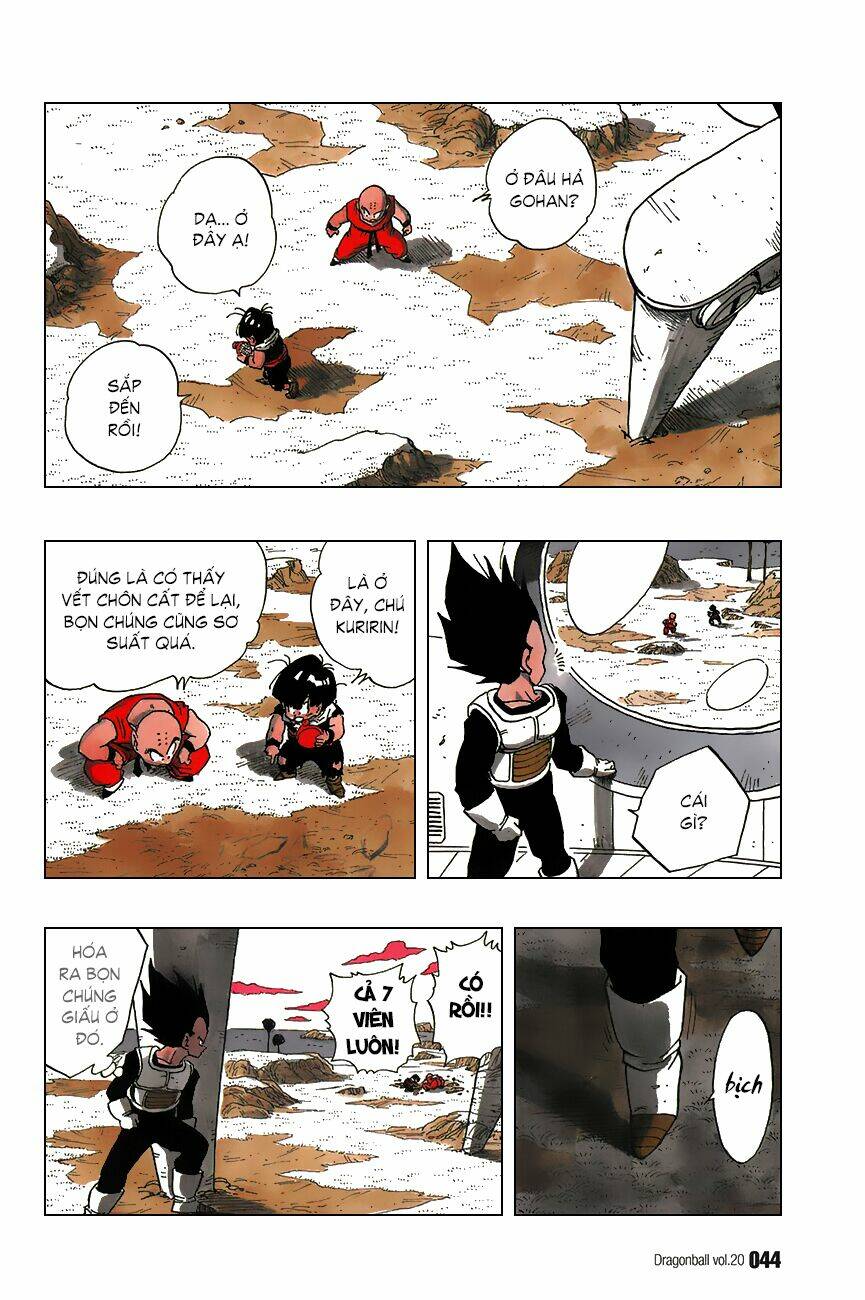 Ở ĐÂU HẢ
GOHAN?
DẠ... Ở
ĐÂY Ạ!
SẮP
ĐẾN
RỒI!
CÁI
GÌ?
LÀ Ở
ĐÂY, CHÚ
KURIRIN!
ĐÚNG LÀ CÓ THẤY
VẾT CHÔN CẤT ĐỂ LẠI,
BỌN CHÚNG CŨNG SƠ
SUẤT QUÁ.
bịch
CÓ
RỒI!!
CẢ 7
VIÊN
LUÔN!
HÓA
RA BỌN
CHÚNG
GIẤU Ở
ĐÓ.
Dragonball vol.20 044